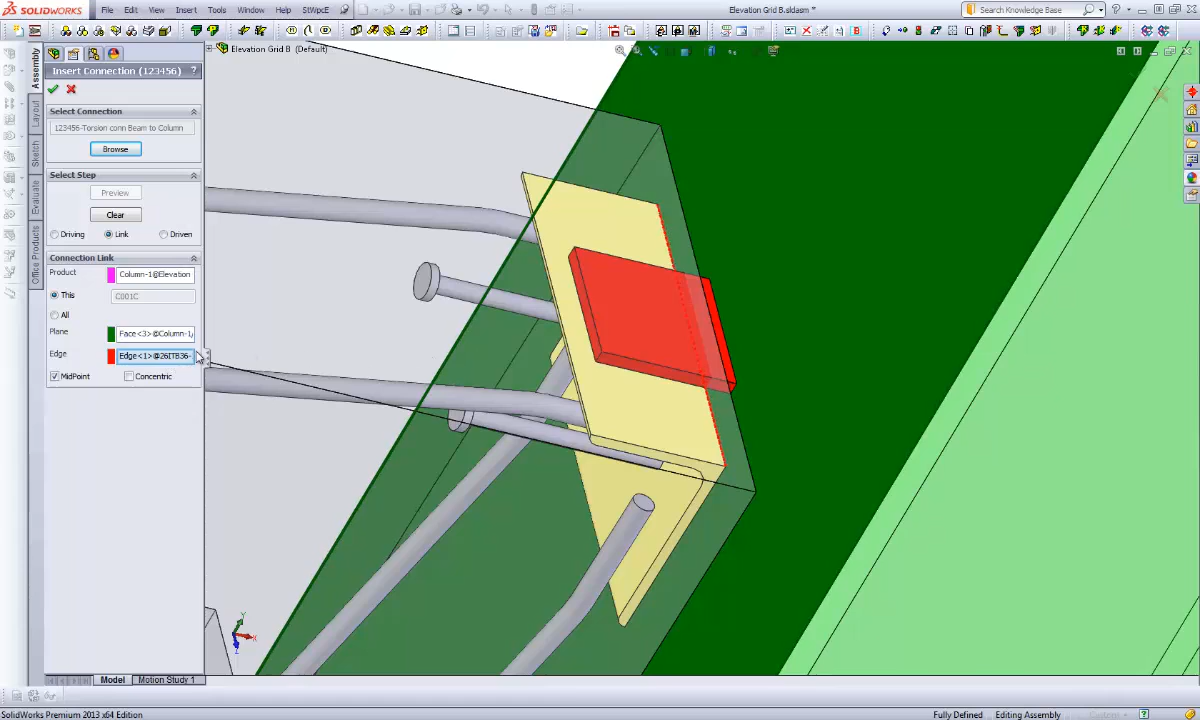 SOLIDWORKS
File Edit View Insert Tools Window Help StWpcE
Elevation Grid B.sldasm *
Search Knowledge Base
Elevation Grid B (Default)
Assembly
Layout
Sketch
Evaluate
Office Products
Insert Connection (123456) ?
Select Connection
123456-Torsion conn Beam to Column
Browse
Select Step
Preview
Clear
Driving Link Driven
Connection Link
Product Column-1@Elevation
This C001C
All
Plane Face<3>@Column-1
Edge Edge<1>@26ITB36-
MidPoint Concentric
Y
X
Model Motion Study 1
SolidWorks Premium 2013 x64 Edition
Fully Defined Editing Assembly Custom